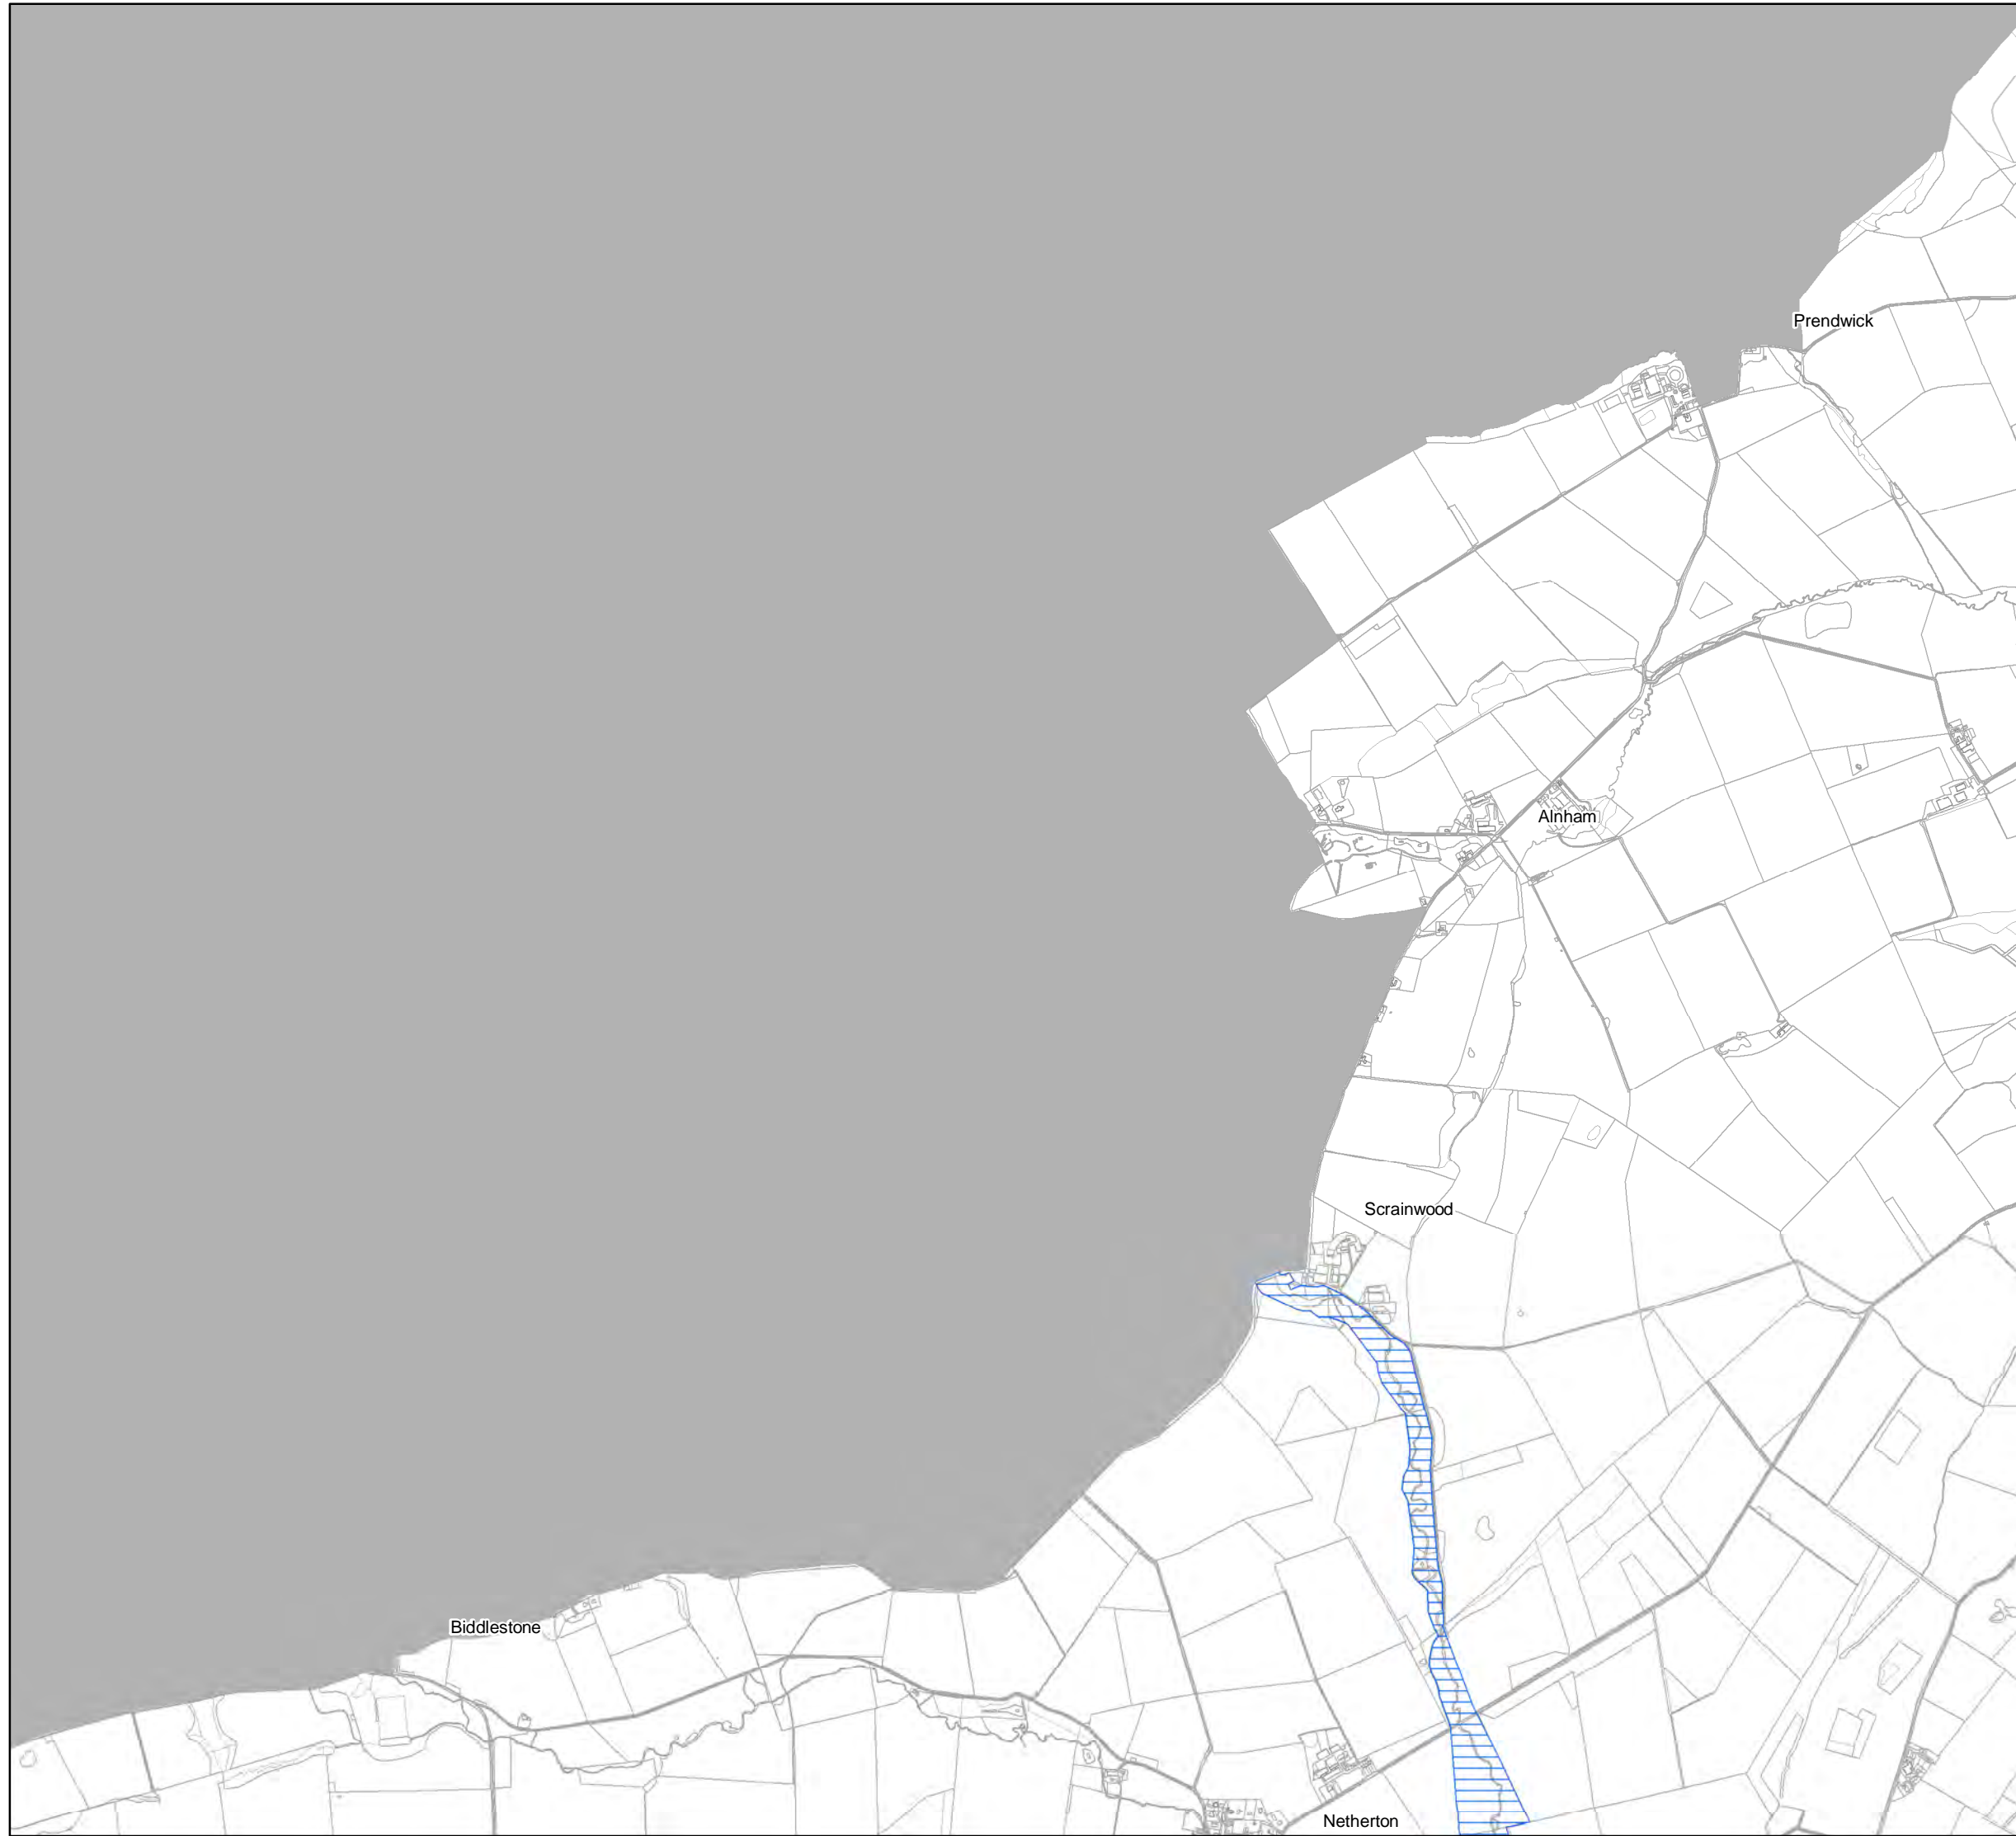 Prendwick
Alnham
Scrainwood
Biddlestone
Netherton